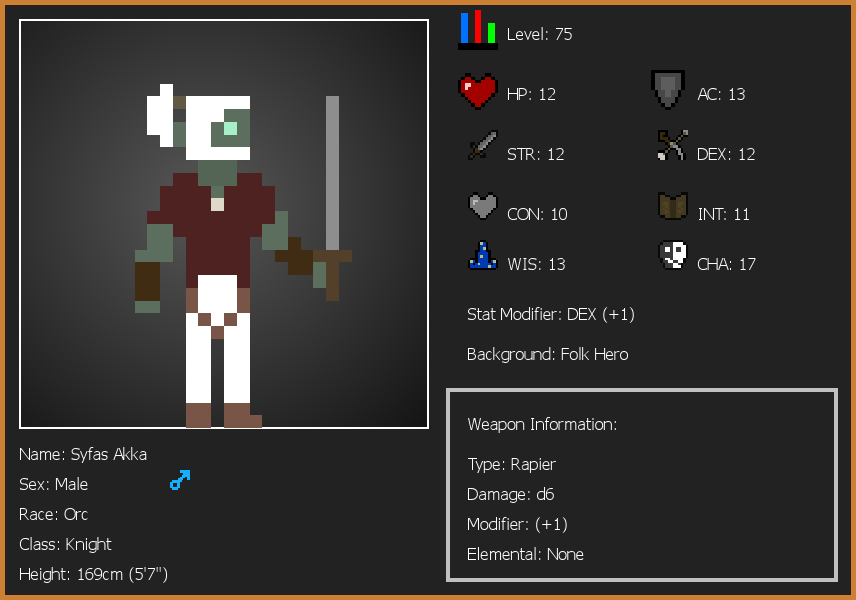 Level: 75
HP: 12
AC: 13
STR: 12
DEX: 12
CON: 10
INT: 11
WIS: 13
CHA: 17
Stat Modifier: DEX (+1)
Background: Folk Hero
Weapon Information:
Type: Rapier
Damage: d6
Modifier: (+1)
Elemental: None
Name: Syfas Akka
Sex: Male
Race: Orc
Class: Knight
Height: 169cm (5'7")